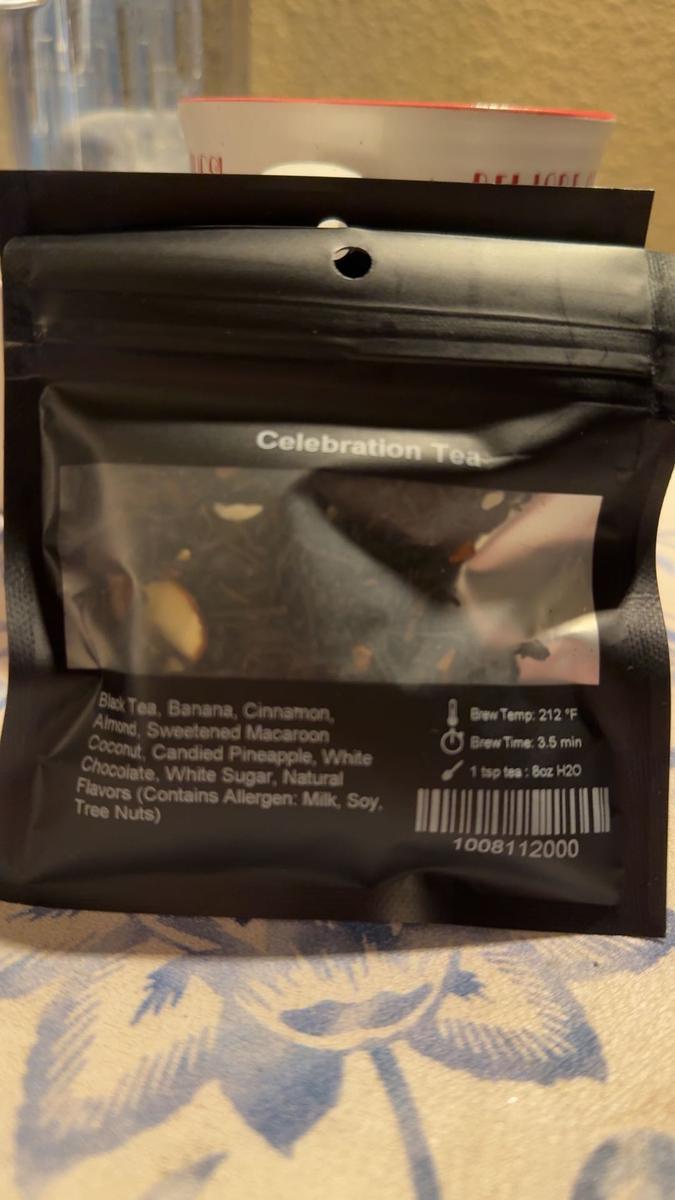 Celebration Tea
Black Tea, Banana, Cinnamon,
Almond, Sweetened Macaroon
Coconut, Candied Pineapple, White
Chocolate, White Sugar, Natural
Flavors (Contains Allergen: Milk, Soy,
Tree Nuts)
Brew Temp: 212 °F
Brew Time: 3.5 min
1 tsp tea : 8oz H2O
1008112000